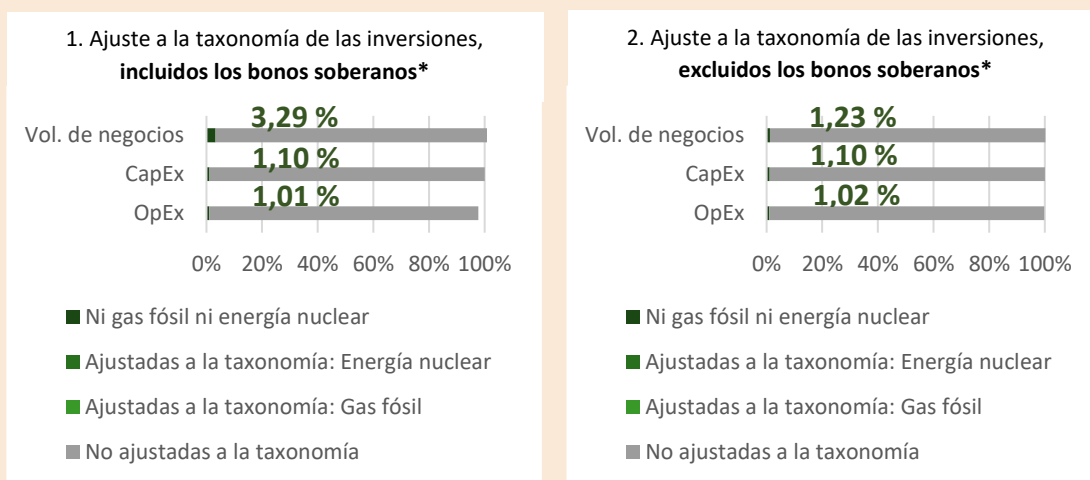 1. Ajuste a la taxonomía de las inversiones,
incluidos los bonos soberanos*
Vol. de negocios 3,29 %
CapEx 1,10 %
OpEx 1,01 %
0% 20% 40% 60% 80% 100%
Ni gas fósil ni energía nuclear
Ajustadas a la taxonomía: Energía nuclear
Ajustadas a la taxonomía: Gas fósil
No ajustadas a la taxonomía
2. Ajuste a la taxonomía de las inversiones,
excluidos los bonos soberanos*
Vol. de negocios 1,23 %
CapEx 1,10 %
OpEx 1,02 %
0% 20% 40% 60% 80% 100%
Ni gas fósil ni energía nuclear
Ajustadas a la taxonomía: Energía nuclear
Ajustadas a la taxonomía: Gas fósil
No ajustadas a la taxonomía